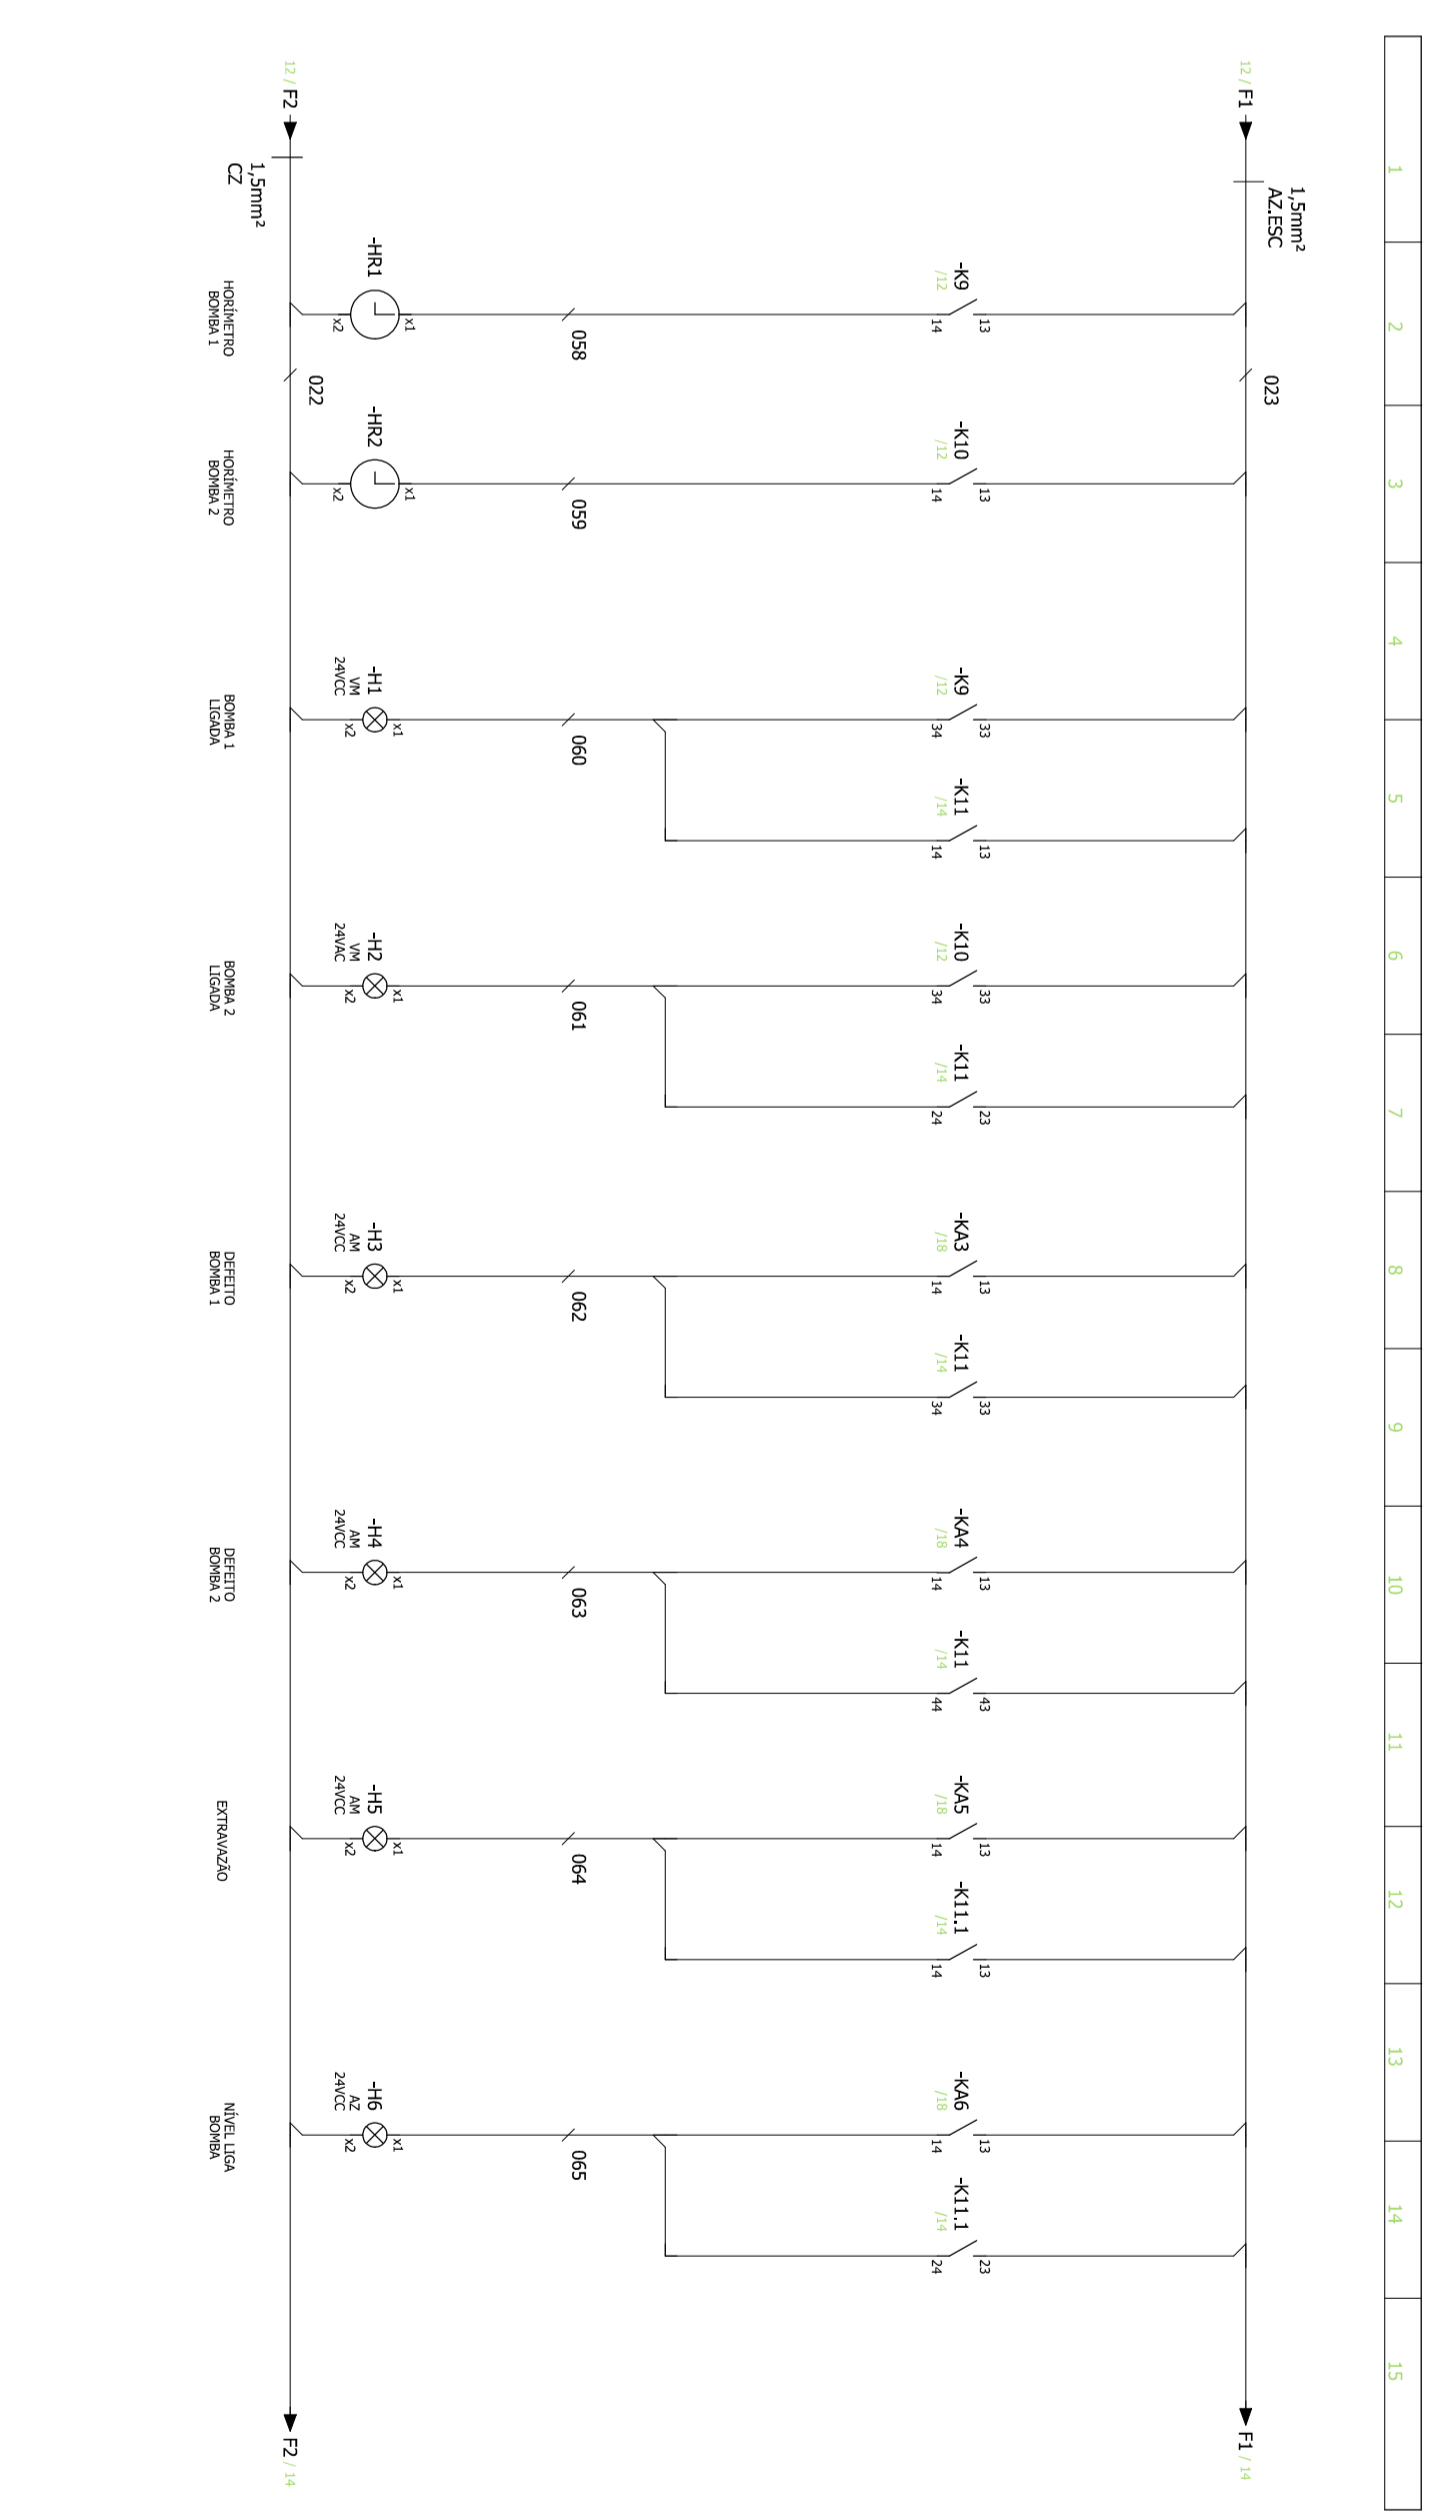 1 2 3 4 5 6 7 8 9 10 11 12 13 14 15
12 / F1
1,5mm²
AZ.ESC
023
F1 / 14
-K9
/12
13
14
-K10
/12
13
14
-K9
/12
33
34
-K11
/14
13
14
-K10
/12
33
34
-K11
/14
23
24
-KA3
/18
13
14
-K11
/14
33
34
-KA4
/18
13
14
-K11
/14
43
44
-KA5
/18
13
14
-K11.1
/14
13
14
-KA6
/18
13
14
-K11.1
/14
23
24
058
059
060
061
062
063
064
065
-HR1
x1
x2
-HR2
x1
x2
-H1
VM
24VCC
x1
x2
-H2
VM
24VAC
x1
x2
-H3
AM
24VCC
x1
x2
-H4
AM
24VCC
x1
x2
-H5
AM
24VCC
x1
x2
-H6
AZ
24VCC
x1
x2
12 / F2
1,5mm²
CZ
022
F2 / 14
HORÍMETRO
BOMBA 1
HORÍMETRO
BOMBA 2
BOMBA 1
LIGADA
BOMBA 2
LIGADA
DEFEITO
BOMBA 1
DEFEITO
BOMBA 2
EXTRAVAZÃO
NÍVEL LIGA
BOMBA